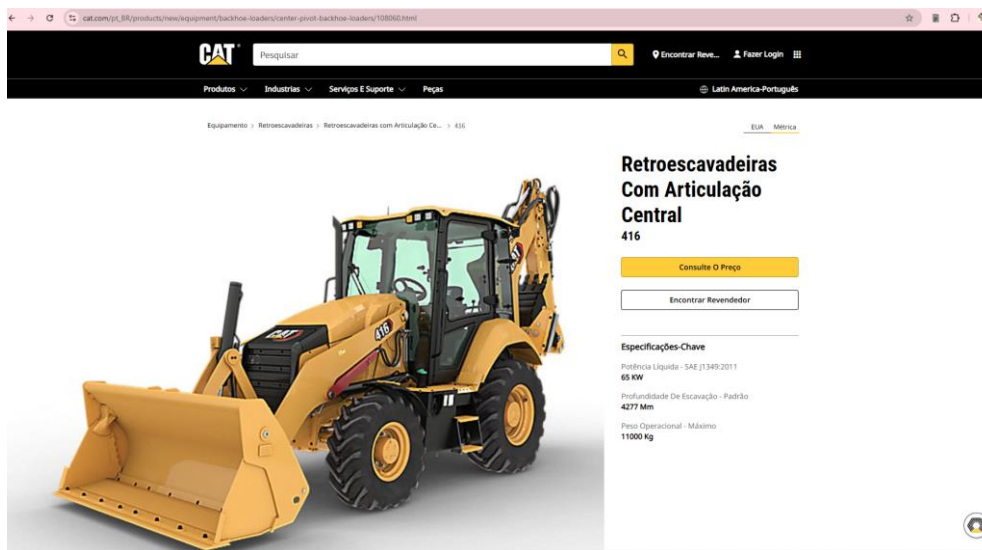 cat.com/pt_BR/products/new/equipment/backhoe-loaders/center-pivot-backhoe-loaders/108060.html
CAT
Pesquisar
Encontrar Reve...
Fazer Login
Produtos
Industrias
Serviços E Suporte
Peças
Latin America-Português
Equipamento > Retroescavadeiras > Retroescavadeiras com Articulação Ce... > 416
EUA Métrica
Retroescavadeiras
Com Articulação
Central
416
Consulte O Preço
Encontrar Revendedor
Especificações-Chave
Potência Líquida - SAE J1349:2011
65 KW
Profundidade De Escavação - Padrão
4277 Mm
Peso Operacional - Máximo
11000 Kg
CAT
416